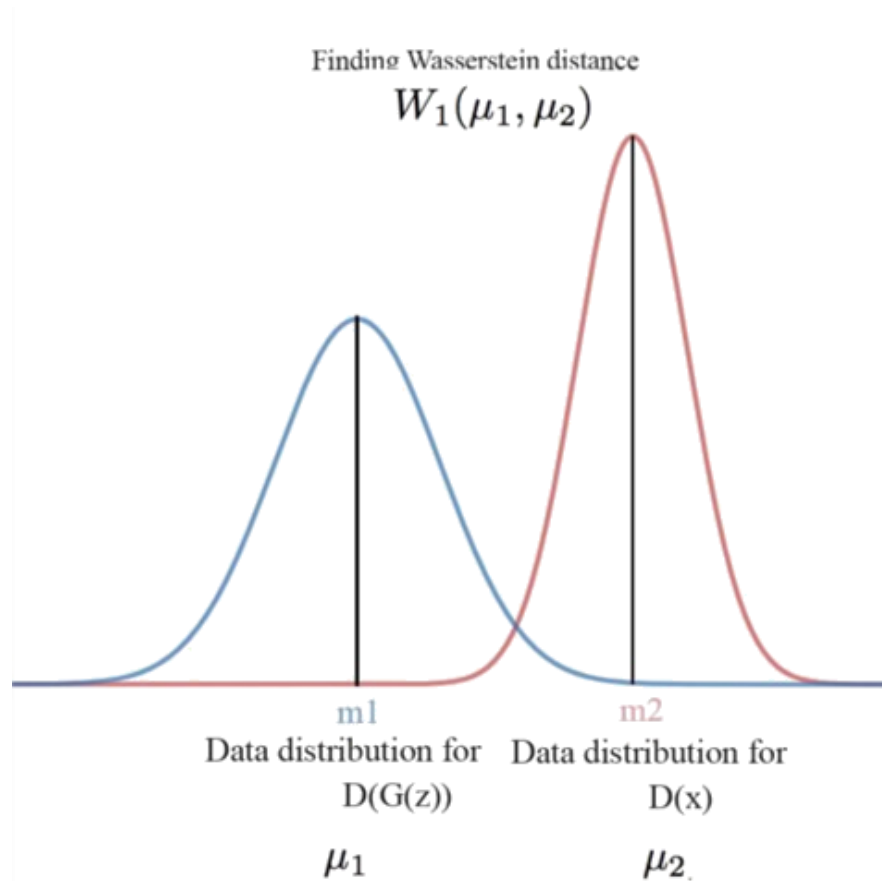 Finding Wasserstein distance
W₁(μ₁, μ₂)
m1 m2
Data distribution for Data distribution for
D(G(z)) D(x)
μ₁ μ₂.